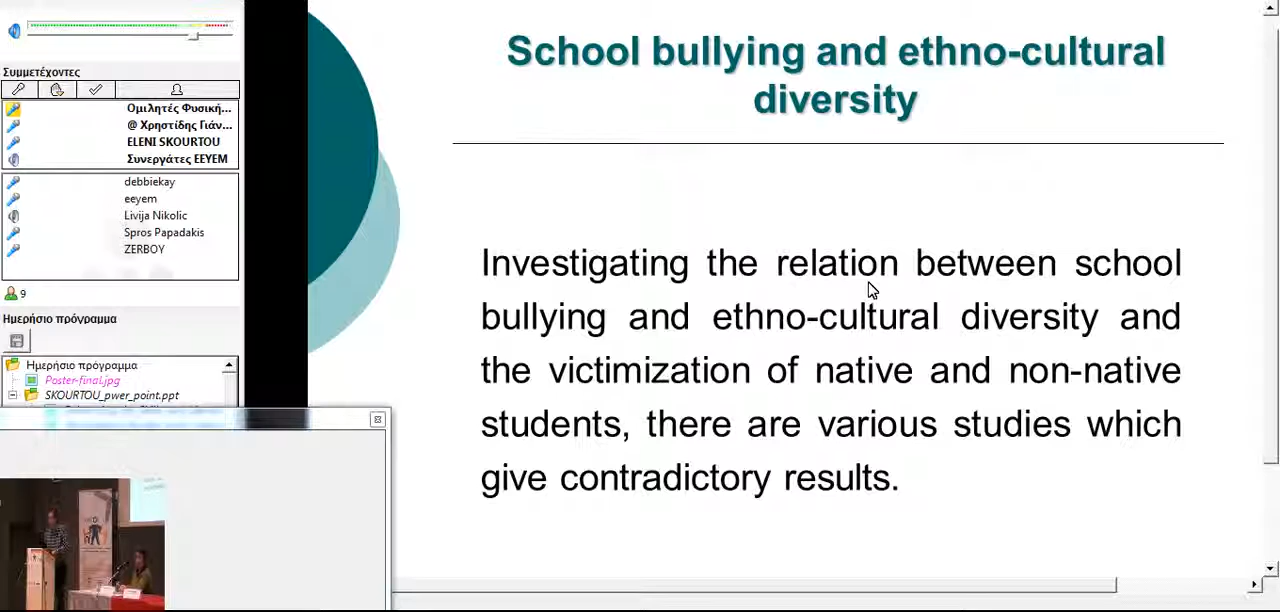 Συμμετέχοντες
Ομιλητές Φυσική...
@ Χρηστίδης Γιάν...
ELENI SKOURTOU
Συνεργάτες ΕΕΥΕΜ
debbiekay
eeyem
Livija Nikolic
Spros Papadakis
ZERBOY
9
Ημερήσιο πρόγραμμα
Ημερήσιο πρόγραμμα
Poster-final.jpg
SKOURTOU_pwer_point.ppt
School bullying and ethno-cultural
diversity
Investigating the relation between school
bullying and ethno-cultural diversity and
the victimization of native and non-native
students, there are various studies which
give contradictory results.